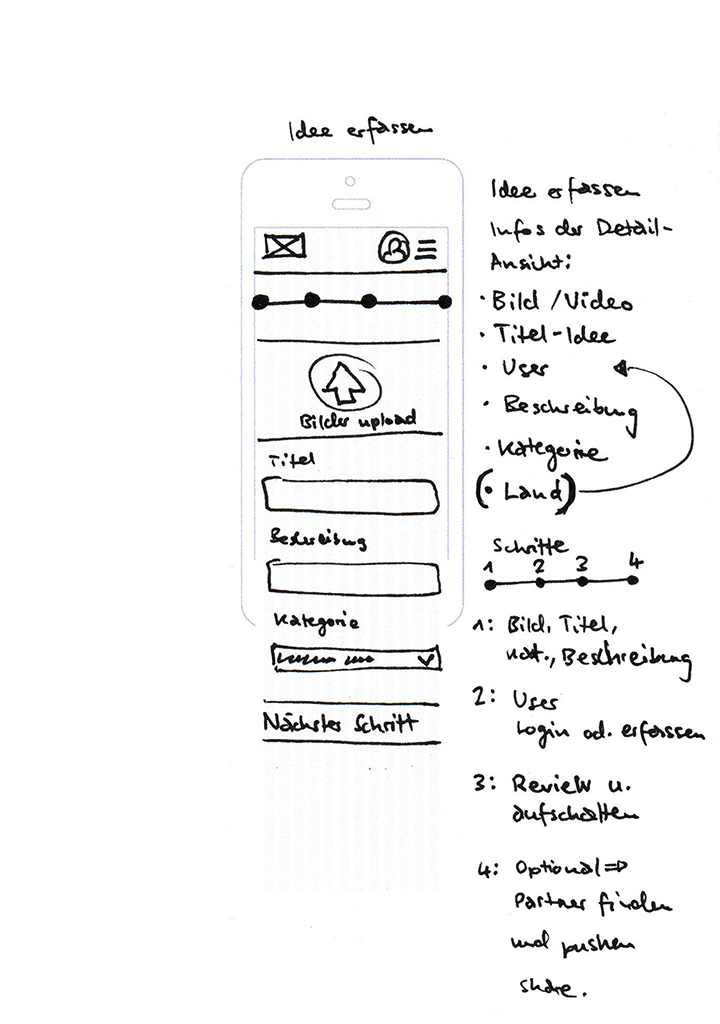 Idee erfassen
Bilder upload
Titel
Beschreibung
Kategorie
Nächster Schritt
Idee erfassen
Infos der Detail-
Ansicht:
· Bild / Video
· Titel-Idee
· User
· Beschreibung
· Kategorie
(· Land)
Schritte
1 2 3 4
1: Bild, Titel,
Kat., Beschreibung
2: User
Login od. erfassen
3: Review u.
aufschalten
4: Optional ⇒
Partner finden
und pushen
share.